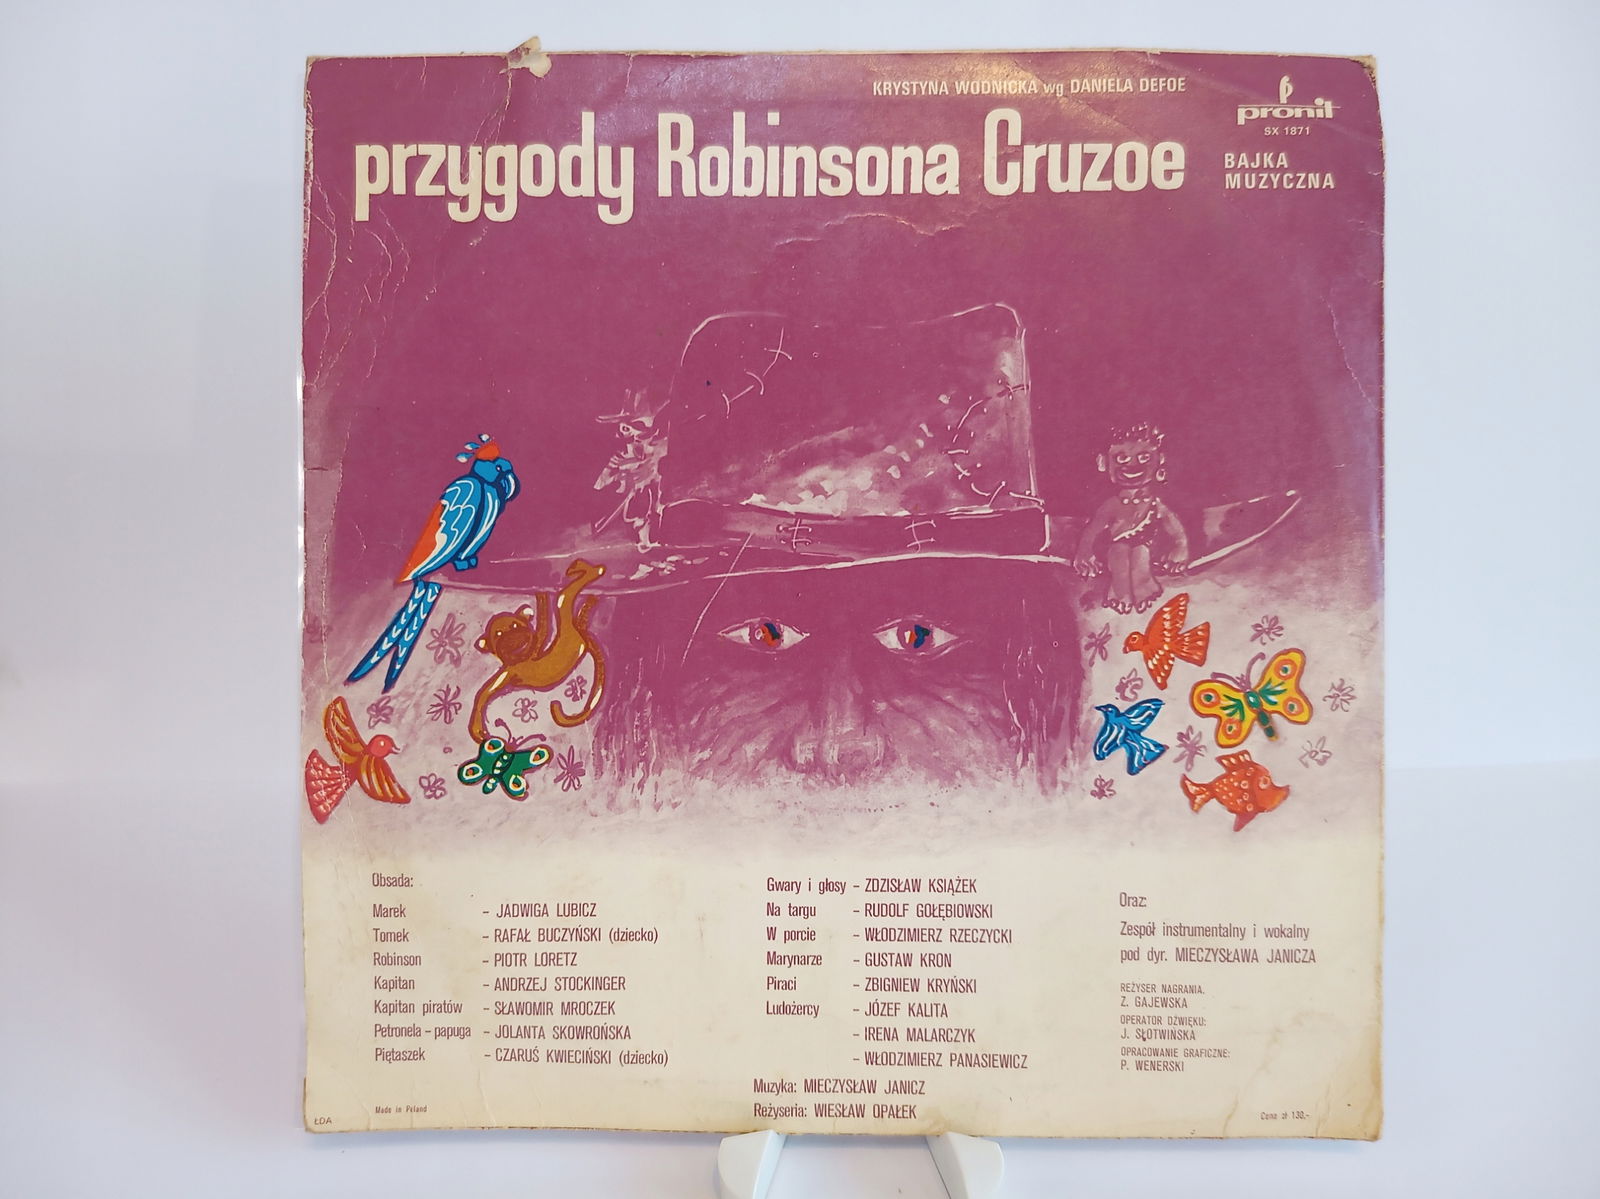 KRYSTYNA WODNICKA wg DANIELA DEFOE
przygody Robinsona Cruzoe
pronit
SX 1871
BAJKA
MUZYCZNA
Obsada:
Marek – JADWIGA LUBICZ
Tomek – RAFAŁ BUCZYŃSKI (dziecko)
Robinson – PIOTR LORETZ
Kapitan – ANDRZEJ STOCKINGER
Kapitan piratów – SŁAWOMIR MROCZEK
Petronela – papuga – JOLANTA SKOWROŃSKA
Piętaszek – CZARUŚ KWIECIŃSKI (dziecko)
Gwary i głosy – ZDZISŁAW KSIĄŻEK
Na targu – RUDOLF GOŁĘBIOWSKI
W porcie – WŁODZIMIERZ RZECZYCKI
Marynarze – GUSTAW KRON
Piraci – ZBIGNIEW KRYŃSKI
Ludożercy – JÓZEF KALITA
– IRENA MALARCZYK
– WŁODZIMIERZ PANASIEWICZ
Muzyka: MIECZYSŁAW JANICZ
Reżyseria: WIESŁAW OPAŁEK
Oraz:
Zespół instrumentalny i wokalny
pod dyr. MIECZYSŁAWA JANICZA
REŻYSER NAGRANIA:
Z. GAJEWSKA
OPERATOR DŹWIĘKU:
J. SŁOTWIŃSKA
OPRACOWANIE GRAFICZNE:
P. WENERSKI
ŁDA
Made in Poland
Cena zł 130,-